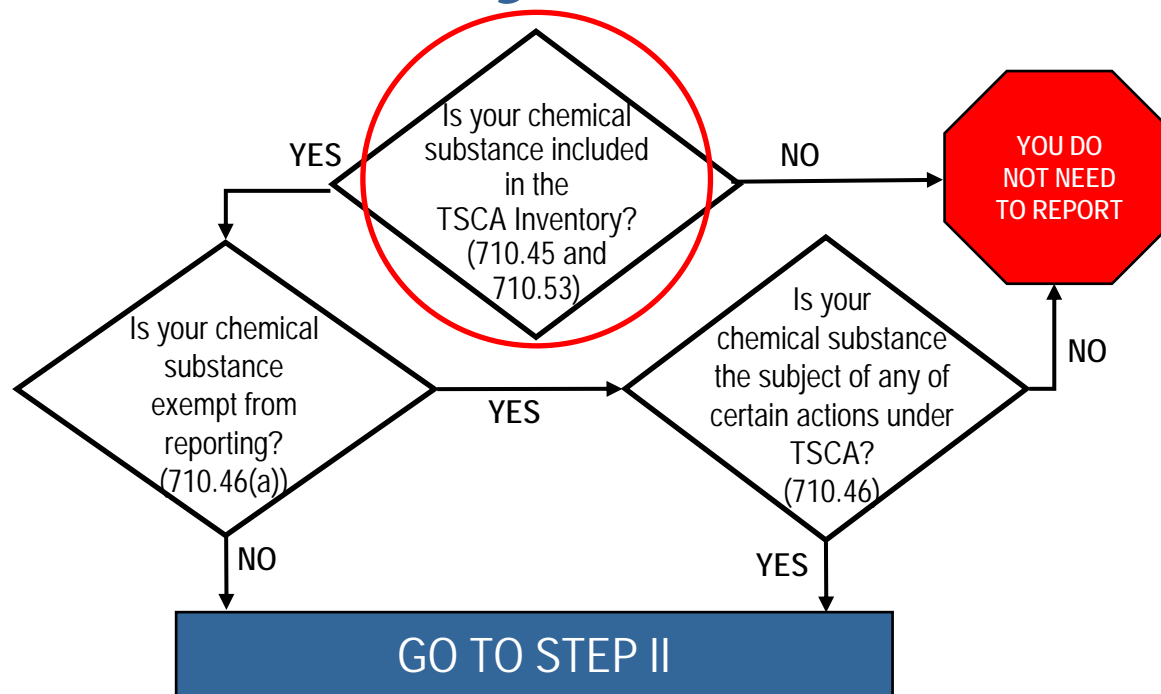 Is your chemical
substance included
in the
TSCA Inventory?
(710.45 and
710.53)
YES
NO
YOU DO
NOT NEED
TO REPORT
Is your chemical
substance
exempt from
reporting?
(710.46(a))
YES
Is your
chemical substance
the subject of any of
certain actions under
TSCA?
(710.46)
NO
NO
YES
GO TO STEP II